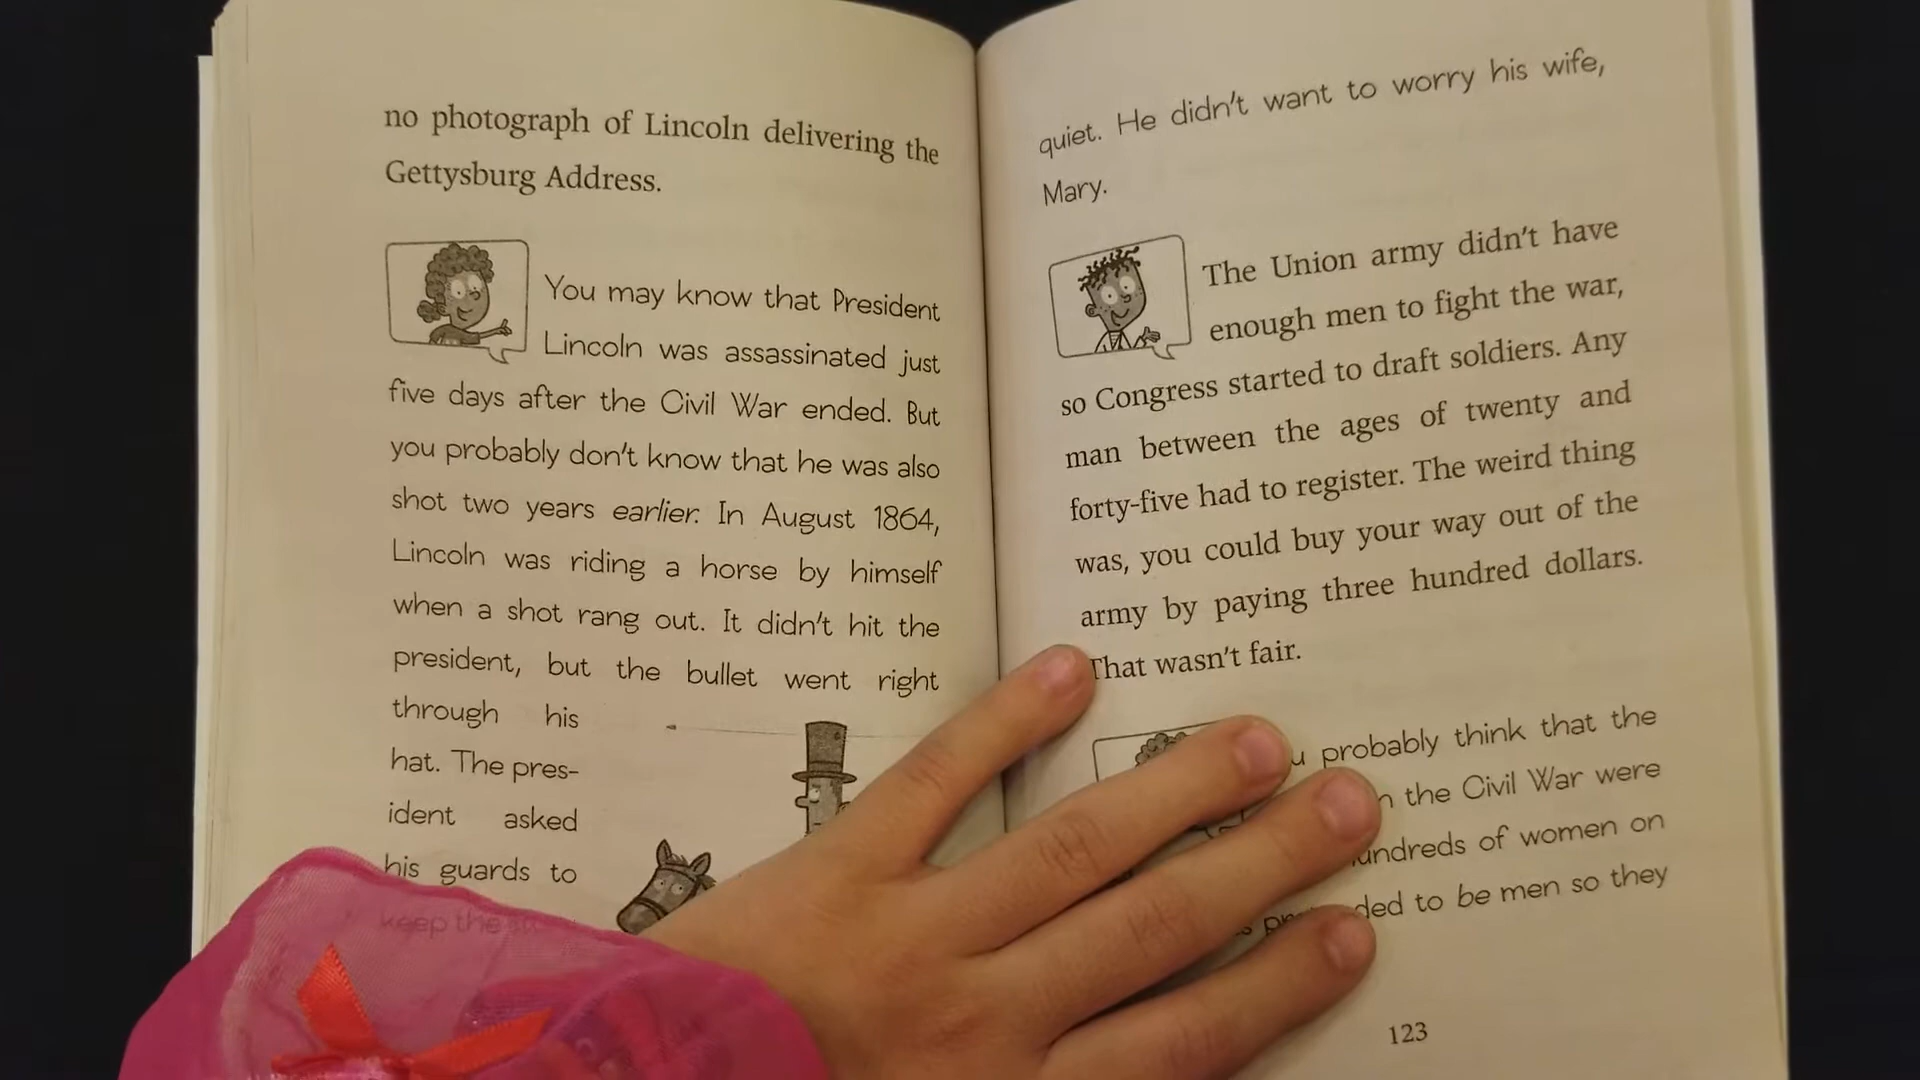 no photograph of Lincoln delivering the
Gettysburg Address.
You may know that President
Lincoln was assassinated just
five days after the Civil War ended. But
you probably don't know that he was also
shot two years earlier. In August 1864,
Lincoln was riding a horse by himself
when a shot rang out. It didn't hit the
president, but the bullet went right
through his
hat. The pres-
ident asked
his guards to
keep the
quiet. He didn't want to worry his wife,
Mary.
The Union army didn't have
enough men to fight the war,
so Congress started to draft soldiers. Any
man between the ages of twenty and
forty-five had to register. The weird thing
was, you could buy your way out of the
army by paying three hundred dollars.
That wasn't fair.
probably think that the
the Civil War were
of women on
to be men so they
123